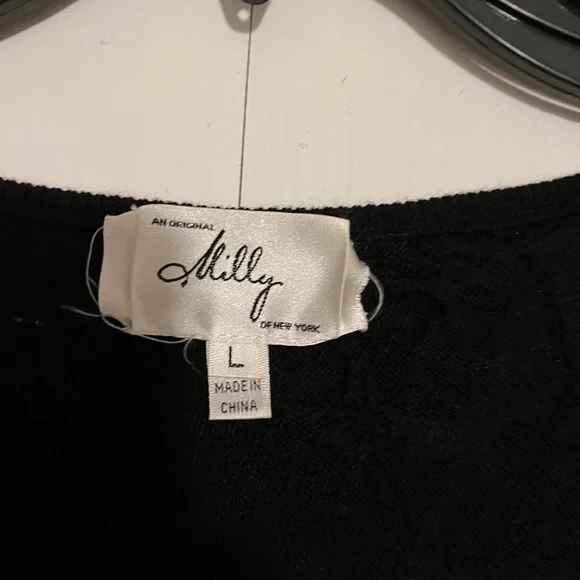 AN ORIGINAL
Milly
OF NEW YORK
L
MADE IN
CHINA